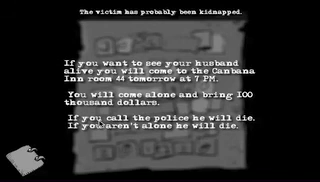 The victim has probably been kidnapped.
If you want to see your husband
alive you will come to the Canbana
Inn room 44 tomorrow at 7 PM.
You will come alone and bring 100
thousand dollars.
If you call the police he will die.
If you aren't alone he will die.